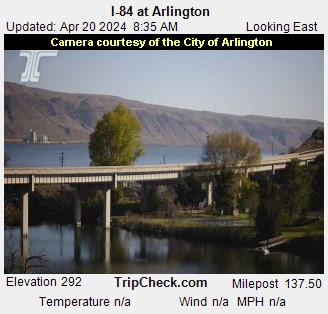 I-84 at Arlington
Updated: Apr 20 2024 8:35 AM Looking East
Camera courtesy of the City of Arlington
Elevation 292 TripCheck.com Milepost 137.50
Temperature n/a Wind n/a MPH n/a